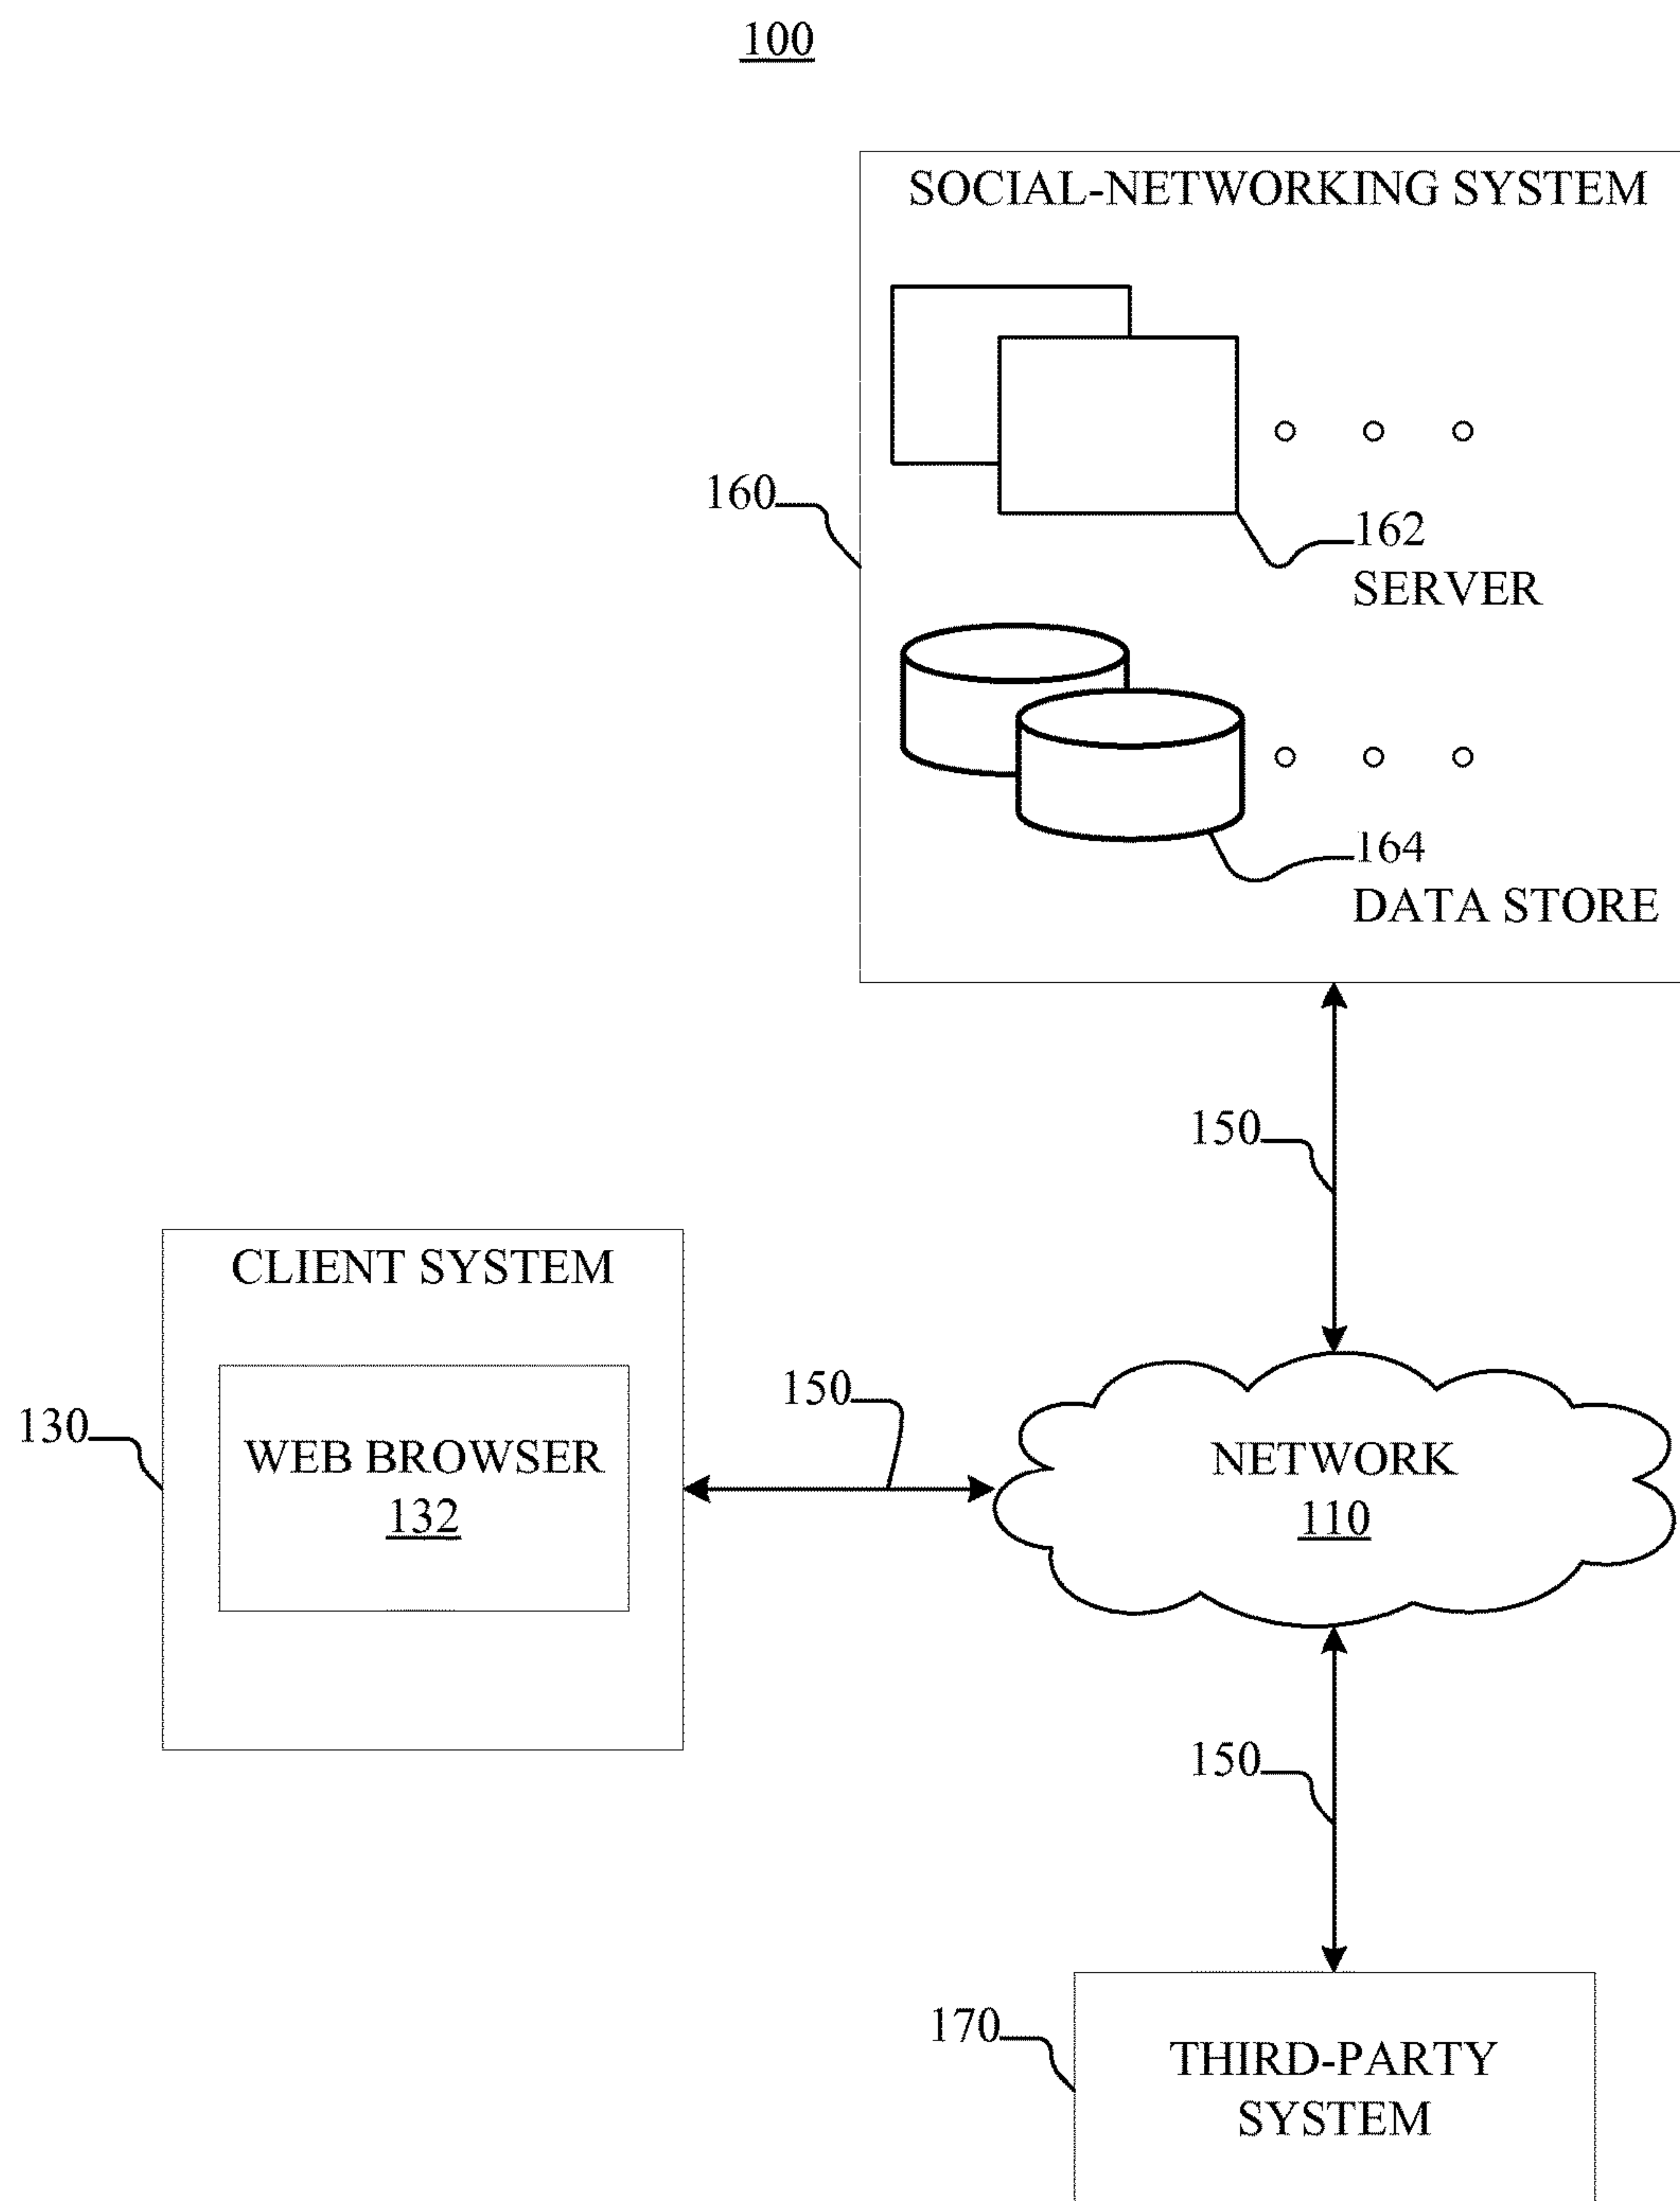 100
SOCIAL-NETWORKING SYSTEM
160
162
SERVER
164
DATA STORE
150
CLIENT SYSTEM
150
130
WEB BROWSER
132
NETWORK
110
150
170
THIRD-PARTY
SYSTEM